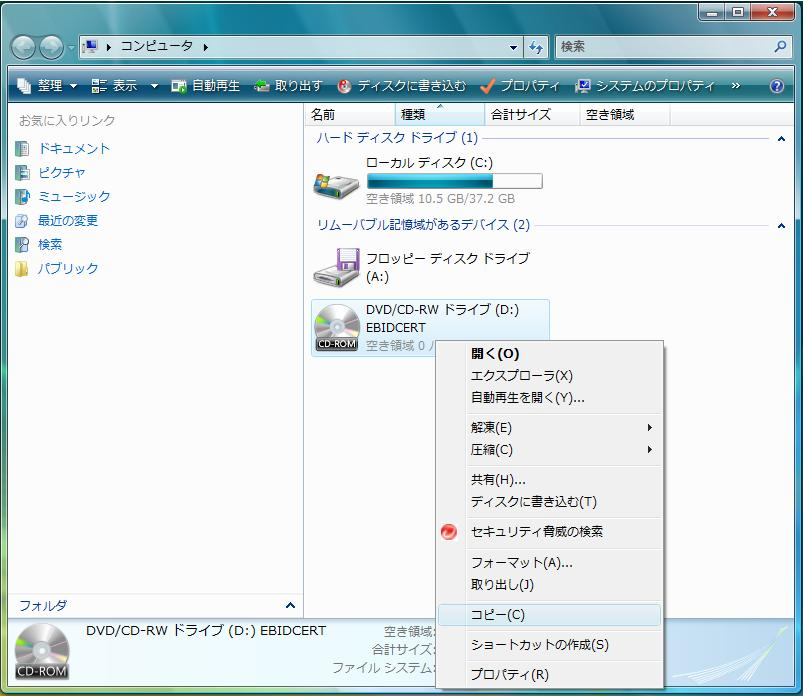 コンピュータ
検索
整理 表示 自動再生 取り出す ディスクに書き込む プロパティ システムのプロパティ »
お気に入りリンク
ドキュメント
ピクチャ
ミュージック
最近の変更
検索
パブリック
フォルダ
名前 種類 合計サイズ 空き領域
ハード ディスク ドライブ (1)
ローカル ディスク (C:)
空き領域 10.5 GB/37.2 GB
リムーバブル記憶域があるデバイス (2)
フロッピー ディスク ドライブ
(A:)
DVD/CD-RW ドライブ (D:)
EBIDCERT
空き領域 0
CD-ROM
開く(O)
エクスプローラ(X)
自動再生を開く(Y)...
解凍(E)
圧縮(C)
共有(H)...
ディスクに書き込む(T)
セキュリティ脅威の検索
フォーマット(A)...
取り出し(J)
コピー(C)
ショートカットの作成(S)
プロパティ(R)
DVD/CD-RW ドライブ (D:) EBIDCERT
空き領域:
合計サイズ:
ファイル システム:
CD-ROM